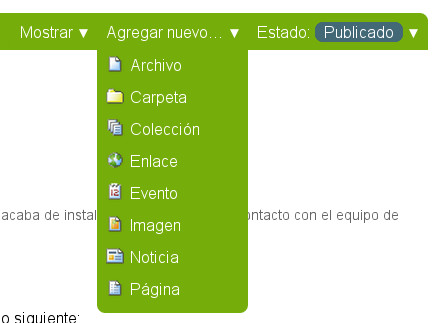 Mostrar ▼ Agregar nuevo... ▼ Estado: Publicado ▼
Archivo
Carpeta
Colección
Enlace
Evento
acaba de instal ontacto con el equipo de
Imagen
Noticia
Página
o siguiente: